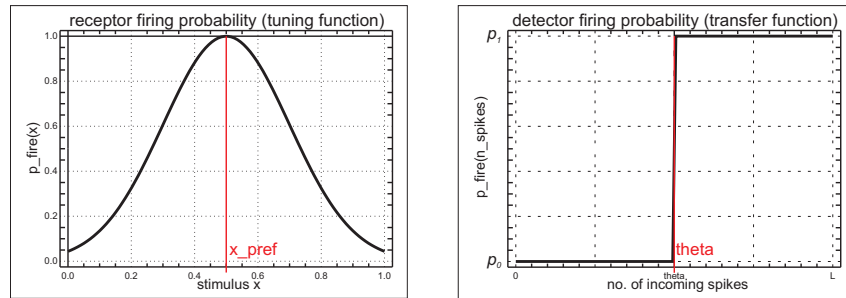 receptor firing probability (tuning function)
1.0
0.8
0.6
0.4
0.2
0.0
p_fire(x)
x_pref
0.0
0.2
0.4
0.6
0.8
1.0
stimulus x
detector firing probability (transfer function)
p1
p0
p_fire(n_spikes)
theta
0
theta
L
no. of incoming spikes